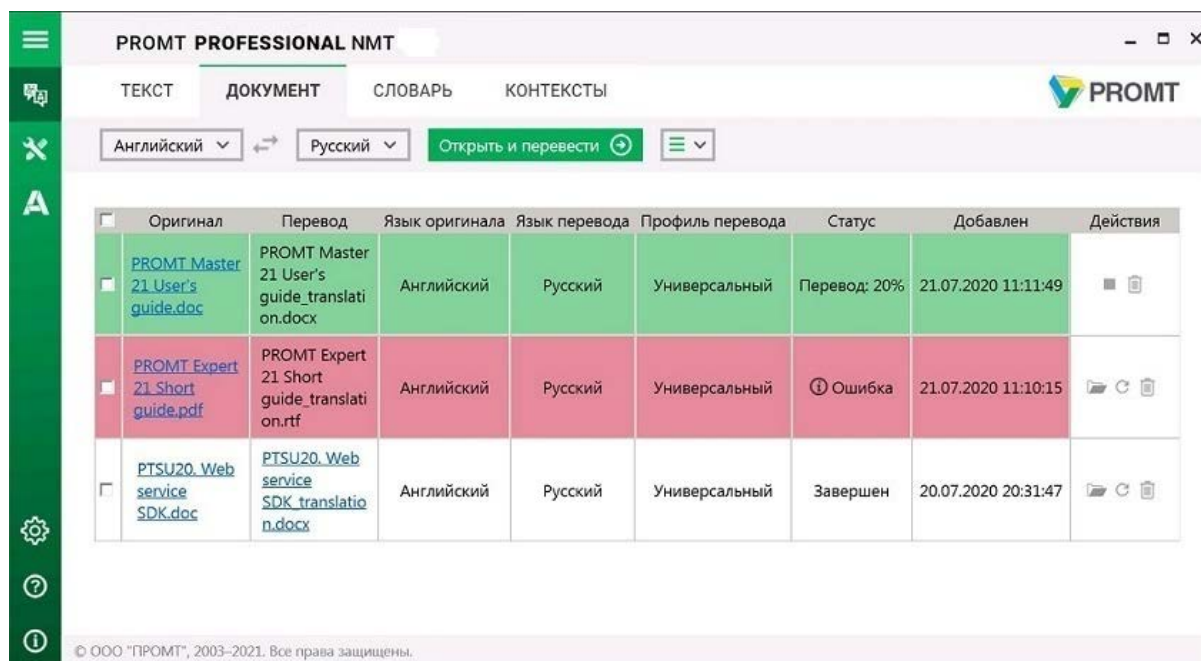 PROMT PROFESSIONAL NMT
ТЕКСТ ДОКУМЕНТ СЛОВАРЬ КОНТЕКСТЫ
PROMT
Английский Русский Открыть и перевести
A
Оригинал Перевод Язык оригинала Язык перевода Профиль перевода Статус Добавлен Действия
PROMT Master
21 User's
guide.doc
PROMT Master
21 User's
guide_translati
on.docx
Английский Русский Универсальный Перевод: 20% 21.07.2020 11:11:49
PROMT Expert
21 Short
guide.pdf
PROMT Expert
21 Short
guide_translati
on.rtf
Английский Русский Универсальный Ошибка 21.07.2020 11:10:15
PTSU20. Web
service
SDK.doc
PTSU20. Web
service
SDK_translatio
n.docx
Английский Русский Универсальный Завершен 20.07.2020 20:31:47
© ООО "ПРОМТ", 2003–2021. Все права защищены.